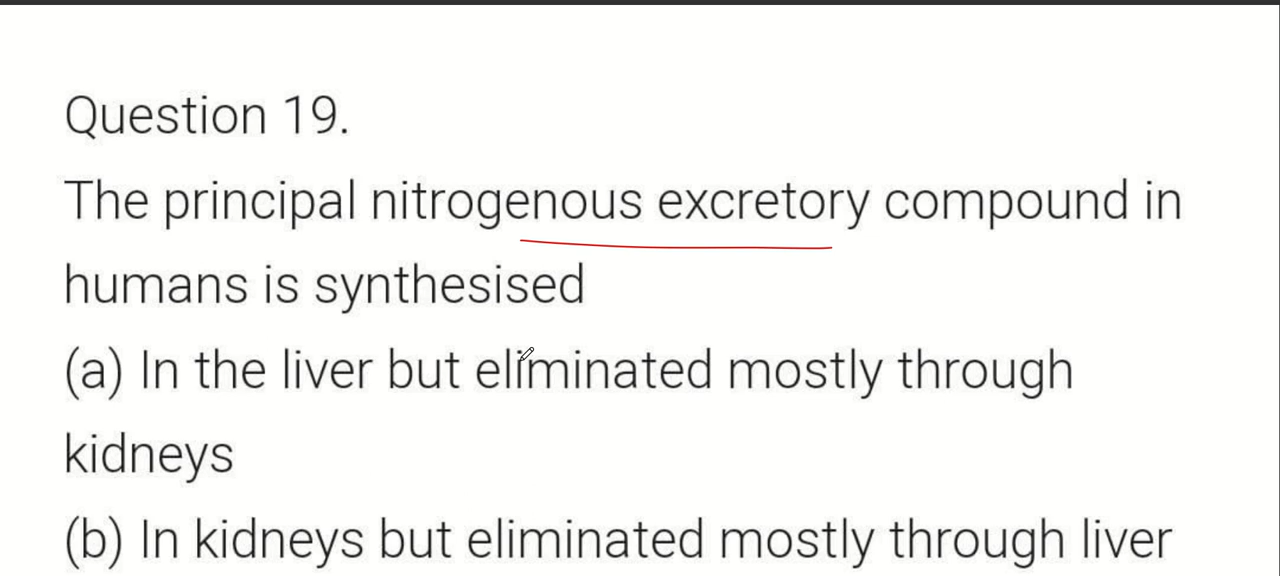 Question 19.
The principal nitrogenous excretory compound in
humans is synthesised
(a) In the liver but eliminated mostly through
kidneys
(b) In kidneys but eliminated mostly through liver